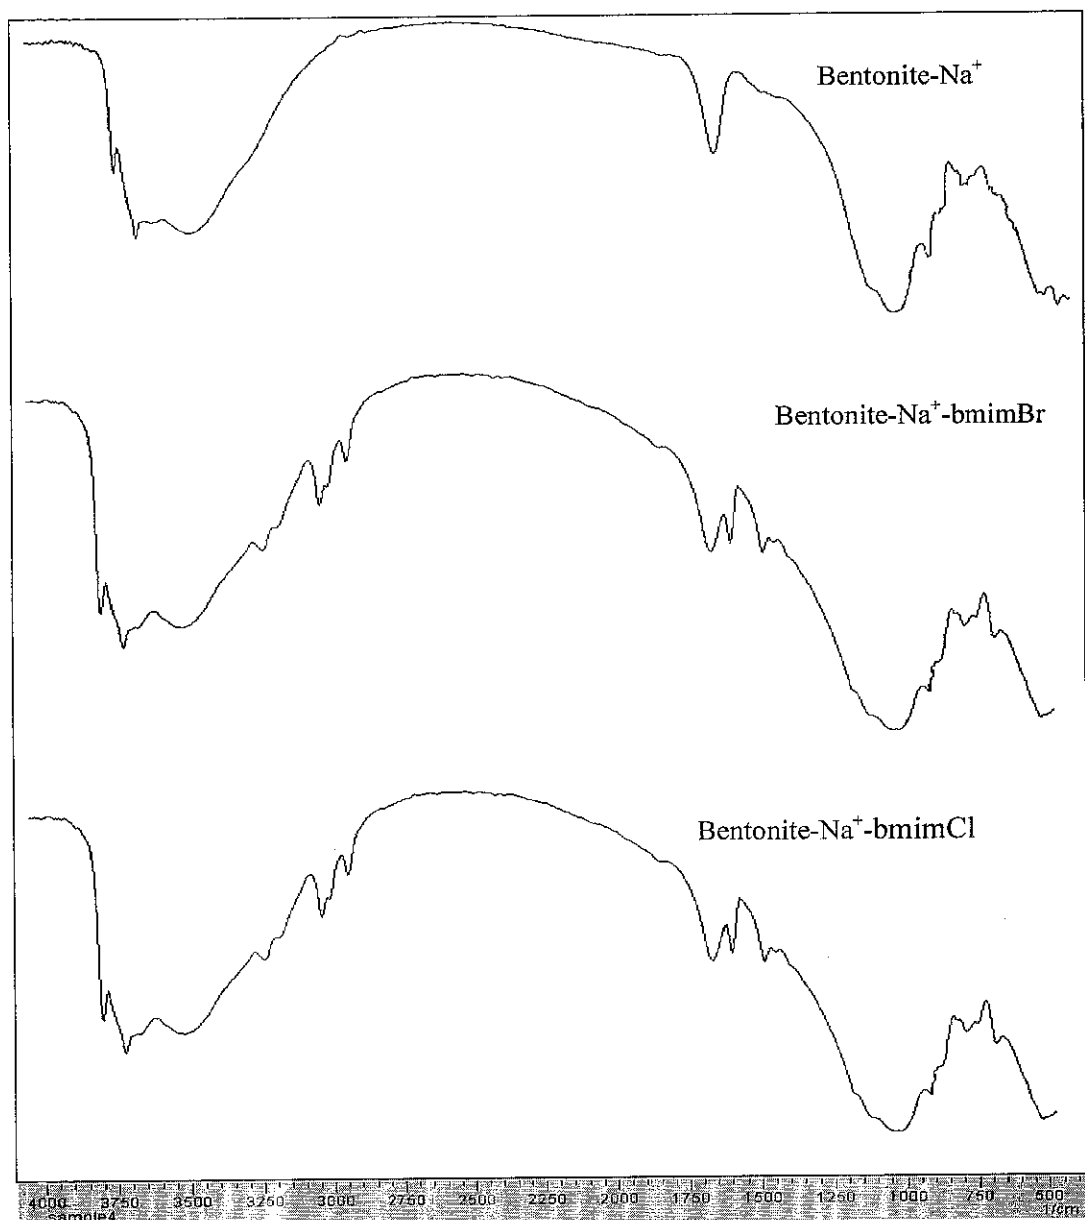 Bentonite-Na+
Bentonite-Na+-bmimBr
Bentonite-Na+-bmimCl
4000 3750 3500 3250 3000 2750 2500 2250 2000 1750 1500 1250 1000 750 500
sample4 1/cm